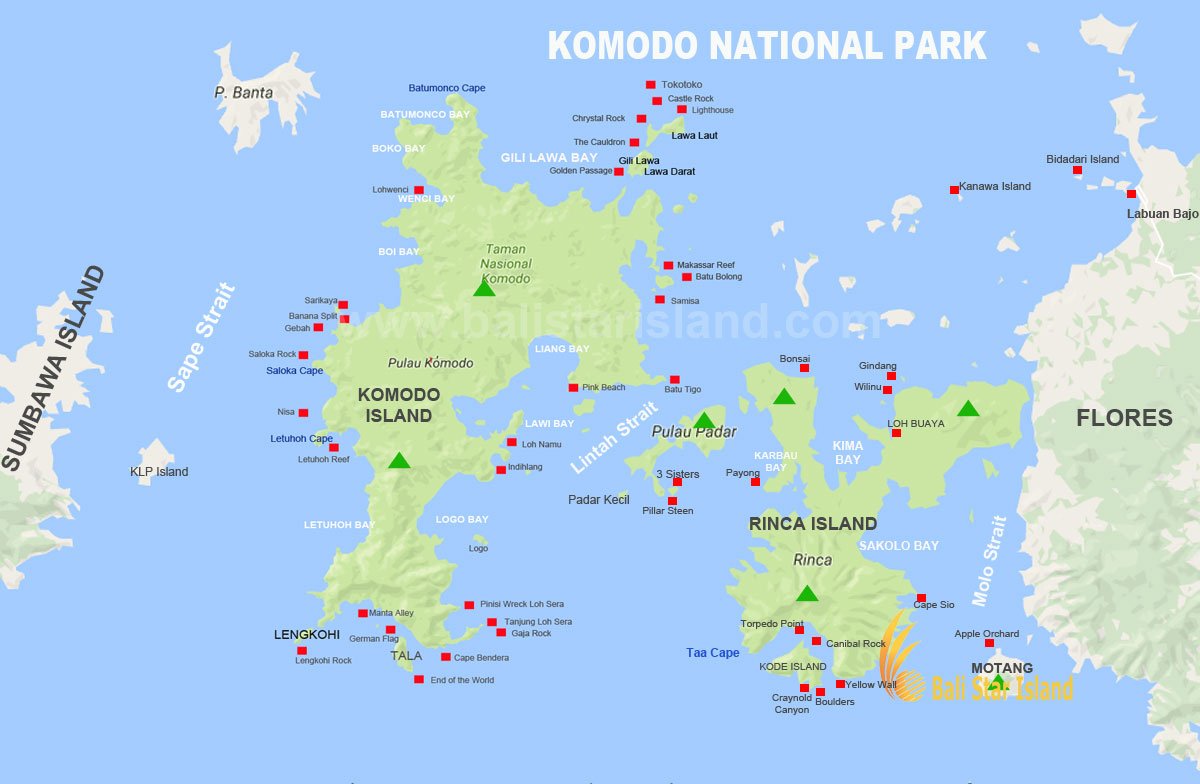 KOMODO NATIONAL PARK
P. Banta
Batumonco Cape
BATUMONCO BAY
BOKO BAY
Lohwenci
WENCI BAY
BOI BAY
GILI LAWA BAY
Tokotoko
Castle Rock
Lighthouse
Chrystal Rock
Lawa Laut
The Cauldron
Gili Lawa
Golden Passage
Lawa Darat
Bidadari Island
Kanawa Island
Labuan Bajo
Taman
Nasional
Komodo
Makassar Reef
Batu Bolong
Samisa
www.balistarisland.com
Sarikaya
Banana Split
Gebah
Saloka Rock
Saloka Cape
SUMBAWA ISLAND
Sape Strait
Pulau Komodo
KOMODO
ISLAND
LIANG BAY
Pink Beach
Batu Tigo
Nisa
Letuhoh Cape
Letuhoh Reef
KLP Island
LAWI BAY
Loh Namu
Indihlang
Lintah Strait
Pulau Padar
3 Sisters
Padar Kecil
Pillar Steen
Bonsai
Gindang
Wilinu
LOH BUAYA
KIMA
BAY
KARBAU
BAY
Payong
FLORES
LETUHOH BAY
LOGO BAY
Logo
RINCA ISLAND
SAKOLO BAY
Rinca
Molo Strait
Cape Sio
Manta Alley
German Flag
LENGKOHI
Lengkohi Rock
TALA
Pinisi Wreck Loh Sera
Tanjung Loh Sera
Gaja Rock
Cape Bendera
End of the World
Taa Cape
Torpedo Point
Canibal Rock
KODE ISLAND
Yellow Wall
Craynold
Canyon
Boulders
Apple Orchard
MOTANG
Bali Star Island